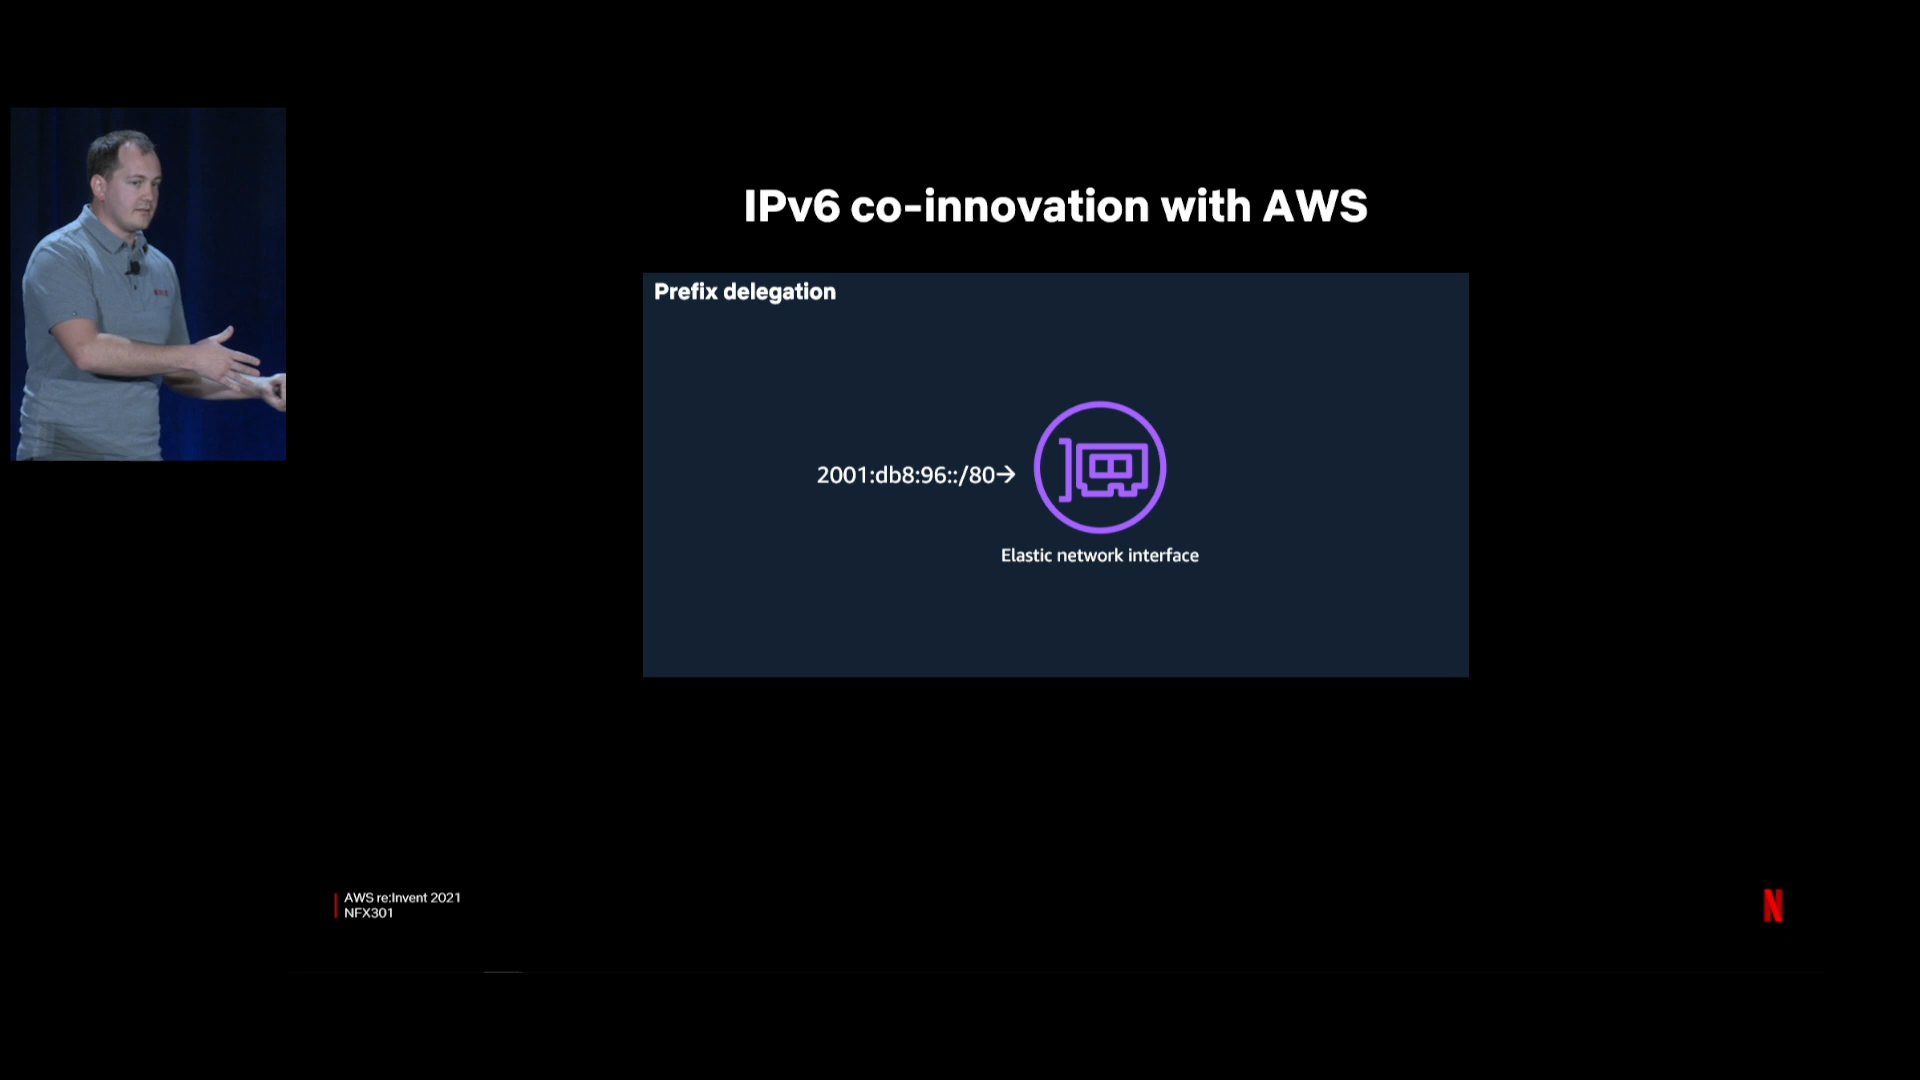 IPv6 co-innovation with AWS
Prefix delegation
2001:db8:96::/80→
Elastic network interface
AWS re:Invent 2021
NFX301
N